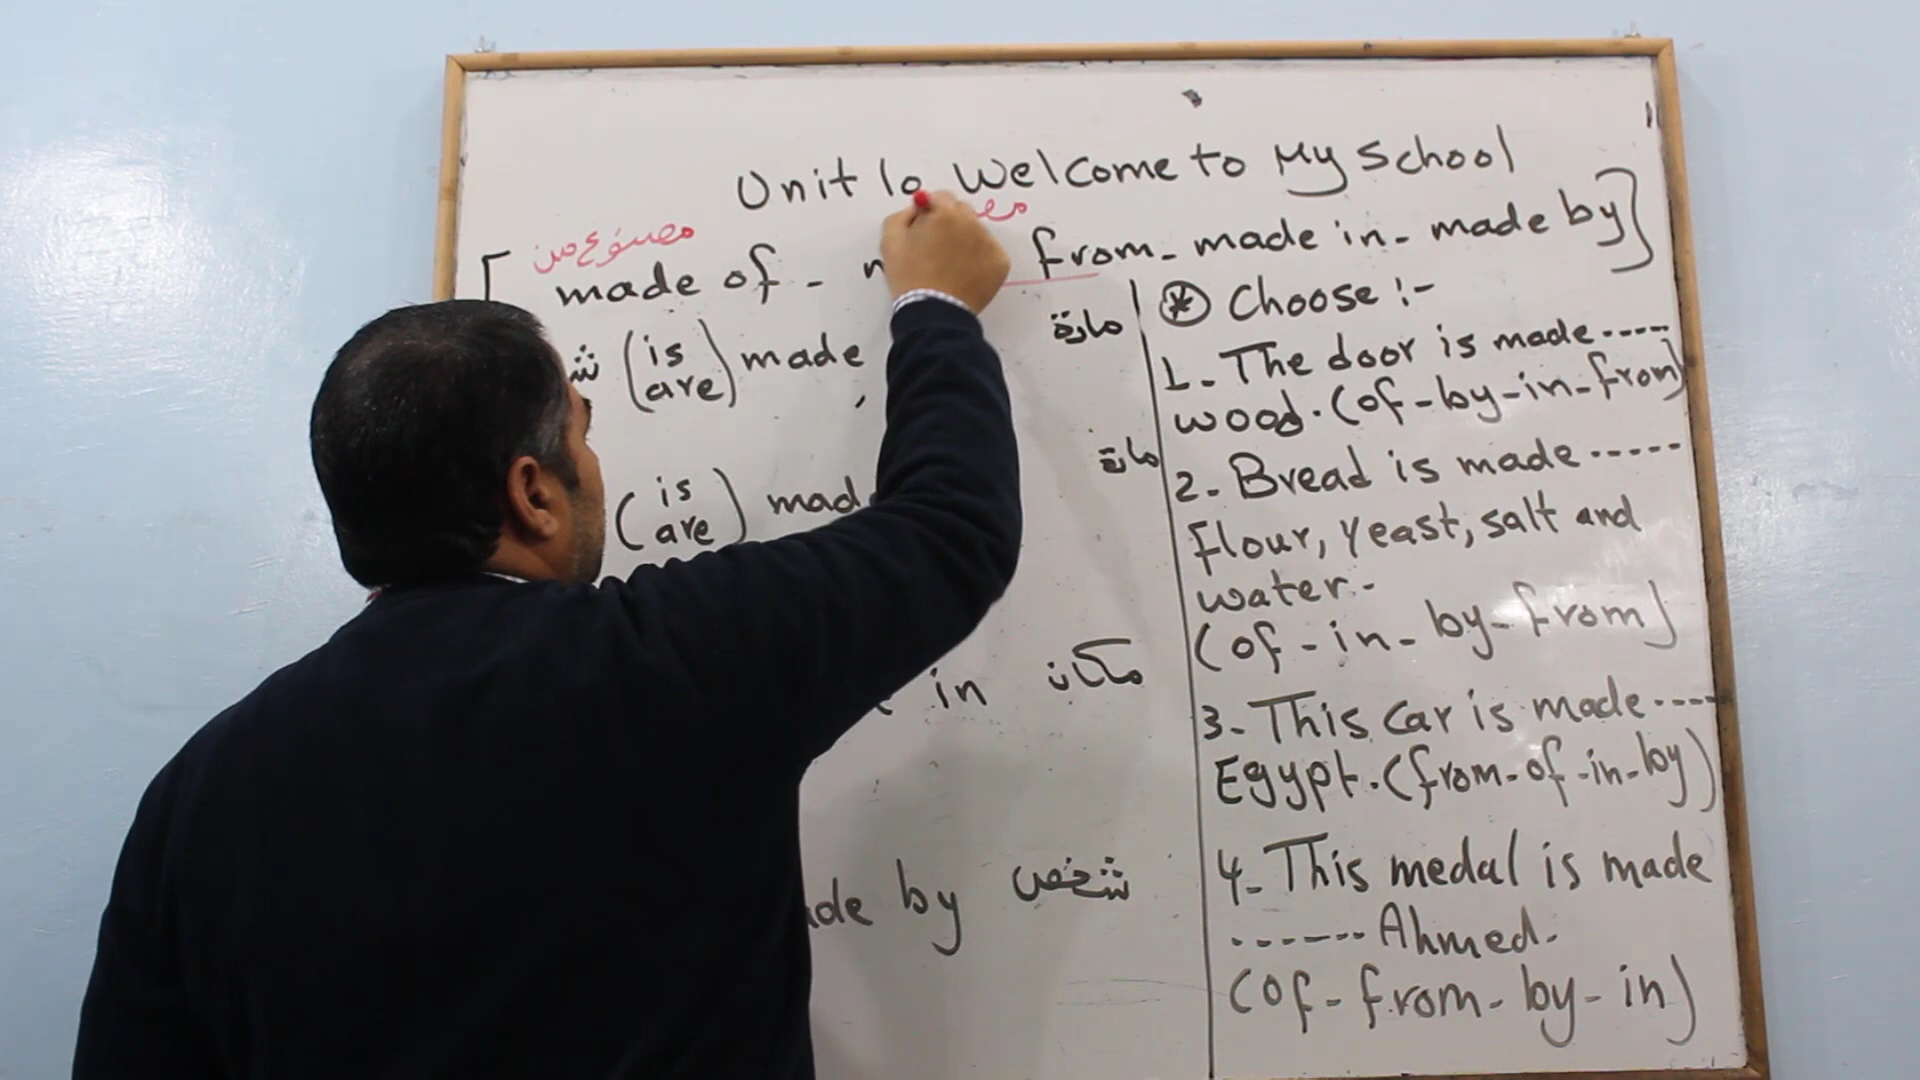 Unit 10 Welcome to My School
مصنوع من
[ made of - from - made in - made by ]
(is are) made مادة
(is are) made مادة
in مكان
by شخص
* Choose :-
1- The door is made ----
wood. (of - by - in - from)
2- Bread is made -----
flour, yeast, salt and
water.
(of - in - by - from)
3- This car is made ----
Egypt. (from - of - in - by)
4- This medal is made
------ Ahmed.
(of - from - by - in)